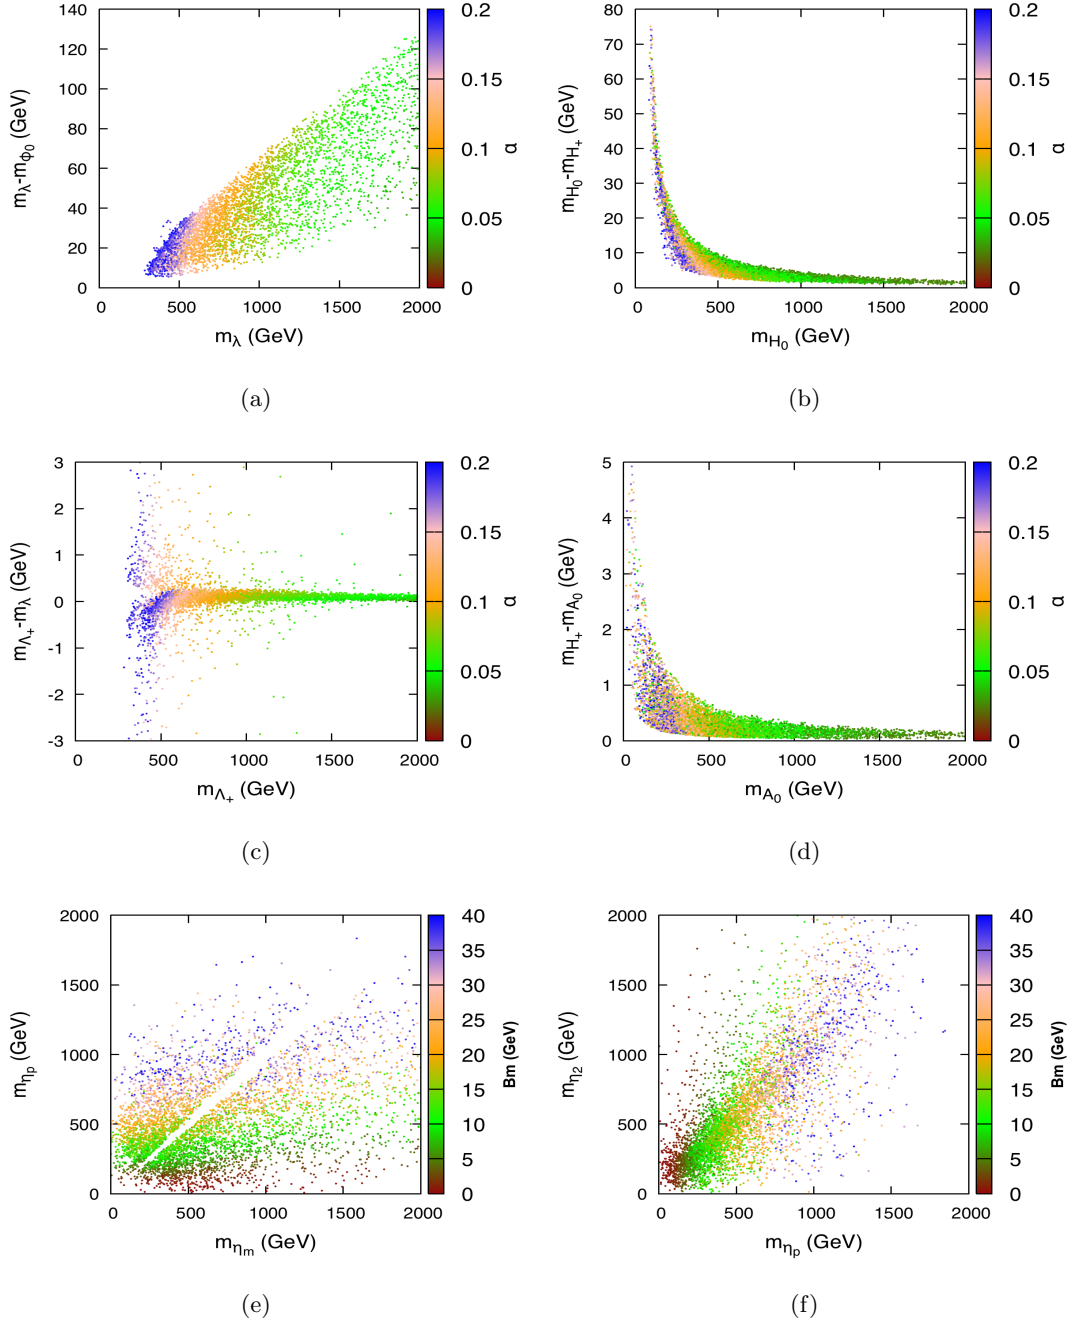 140
120
100
80
60
40
20
0
0 500 1000 1500 2000
m_λ-m_Φ0 (GeV)
m_λ (GeV)
0.2
0.15
0.1
0.05
0
α
(a)
80
70
60
50
40
30
20
10
0
0 500 1000 1500 2000
m_H0-m_H+ (GeV)
m_H0 (GeV)
0.2
0.15
0.1
0.05
0
α
(b)
3
2
1
0
-1
-2
-3
0 500 1000 1500 2000
m_Λ+-m_λ (GeV)
m_Λ+ (GeV)
0.2
0.15
0.1
0.05
0
α
(c)
5
4
3
2
1
0
0 500 1000 1500 2000
m_H+-m_A0 (GeV)
m_A0 (GeV)
0.2
0.15
0.1
0.05
0
α
(d)
2000
1500
1000
500
0
0 500 1000 1500 2000
m_ηp (GeV)
m_ηm (GeV)
40
35
30
25
20
15
10
5
0
Bm (GeV)
(e)
2000
1500
1000
500
0
0 500 1000 1500 2000
m_η2 (GeV)
m_ηp (GeV)
40
35
30
25
20
15
10
5
0
Bm (GeV)
(f)